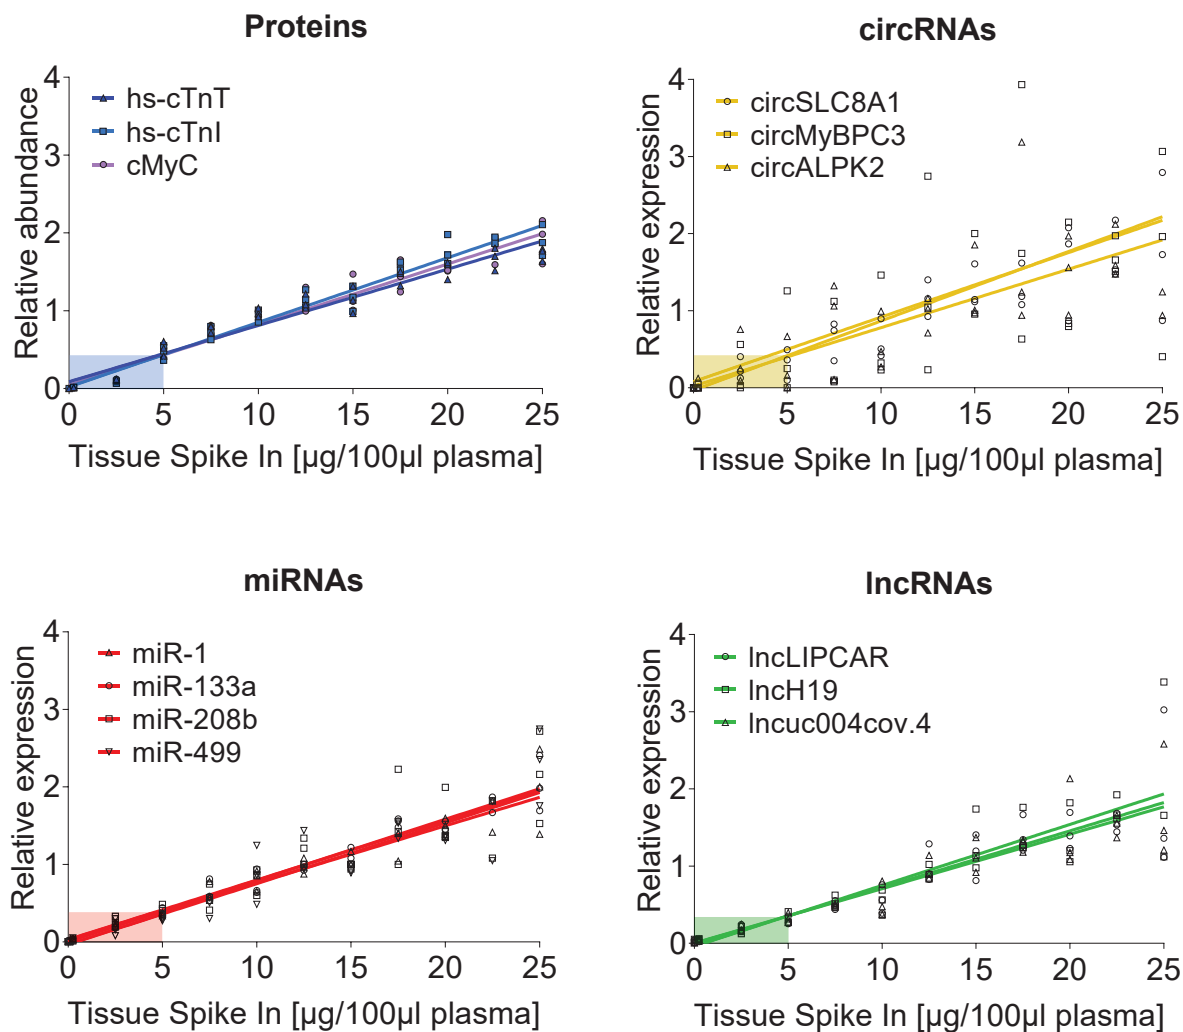 Proteins
4
3
2
1
0
Relative abundance
hs-cTnT
hs-cTnI
cMyC
0 5 10 15 20 25
Tissue Spike In [µg/100µl plasma]
circRNAs
4
3
2
1
0
Relative expression
circSLC8A1
circMyBPC3
circALPK2
0 5 10 15 20 25
Tissue Spike In [µg/100µl plasma]
miRNAs
4
3
2
1
0
Relative expression
miR-1
miR-133a
miR-208b
miR-499
0 5 10 15 20 25
Tissue Spike In [µg/100µl plasma]
lncRNAs
4
3
2
1
0
Relative expression
lncLIPCAR
lncH19
lncuc004cov.4
0 5 10 15 20 25
Tissue Spike In [µg/100µl plasma]